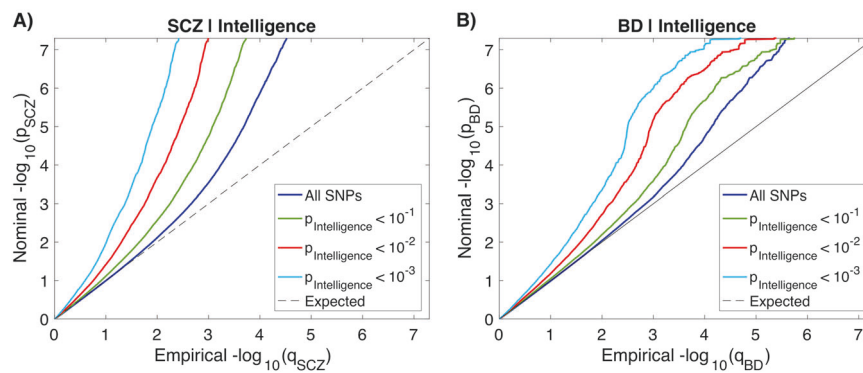 A)
SCZ | Intelligence
Nominal -log10(pSCZ)
7
6
5
4
3
2
1
0
All SNPs
pIntelligence < 10-1
pIntelligence < 10-2
pIntelligence < 10-3
Expected
0 1 2 3 4 5 6 7
Empirical -log10(qSCZ)
B)
BD | Intelligence
Nominal -log10(pBD)
7
6
5
4
3
2
1
0
All SNPs
pIntelligence < 10-1
pIntelligence < 10-2
pIntelligence < 10-3
Expected
0 1 2 3 4 5 6 7
Empirical -log10(qBD)